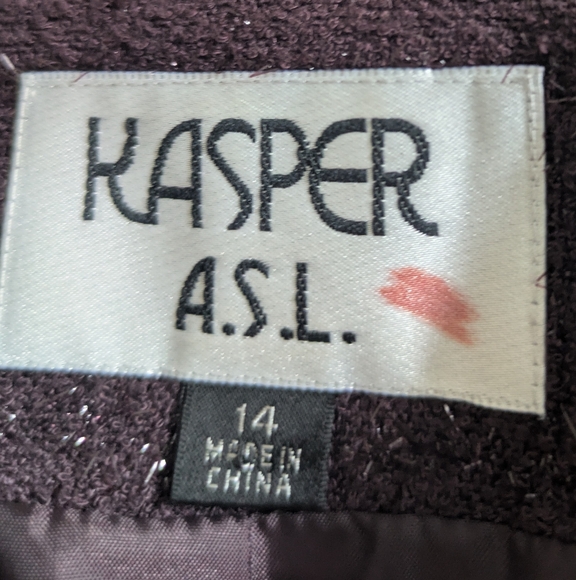 KASPER
A.S.L.
14
MADE IN
CHINA